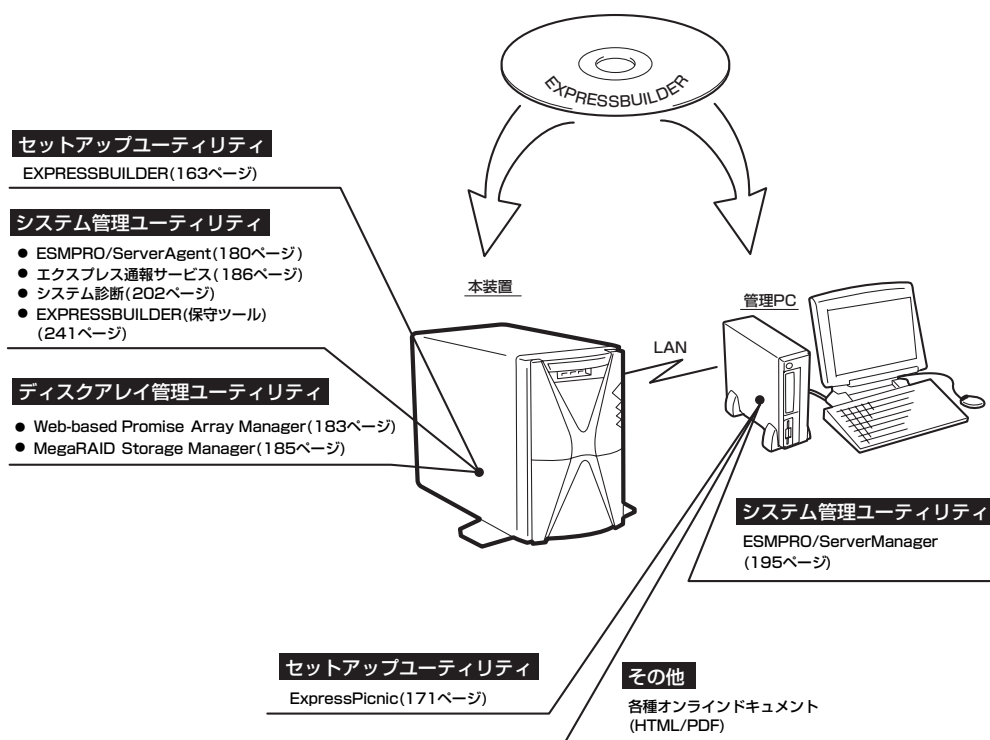 EXPRESSBUILDER
セットアップユーティリティ
EXPRESSBUILDER(163ページ)
システム管理ユーティリティ
● ESMPRO/ServerAgent(180ページ)
● エクスプレス通報サービス(186ページ)
● システム診断(202ページ)
● EXPRESSBUILDER(保守ツール)
(241ページ)
ディスクアレイ管理ユーティリティ
● Web-based Promise Array Manager(183ページ)
● MegaRAID Storage Manager(185ページ)
本装置
LAN
管理PC
システム管理ユーティリティ
ESMPRO/ServerManager
(195ページ)
セットアップユーティリティ
ExpressPicnic(171ページ)
その他
各種オンラインドキュメント
(HTML/PDF)